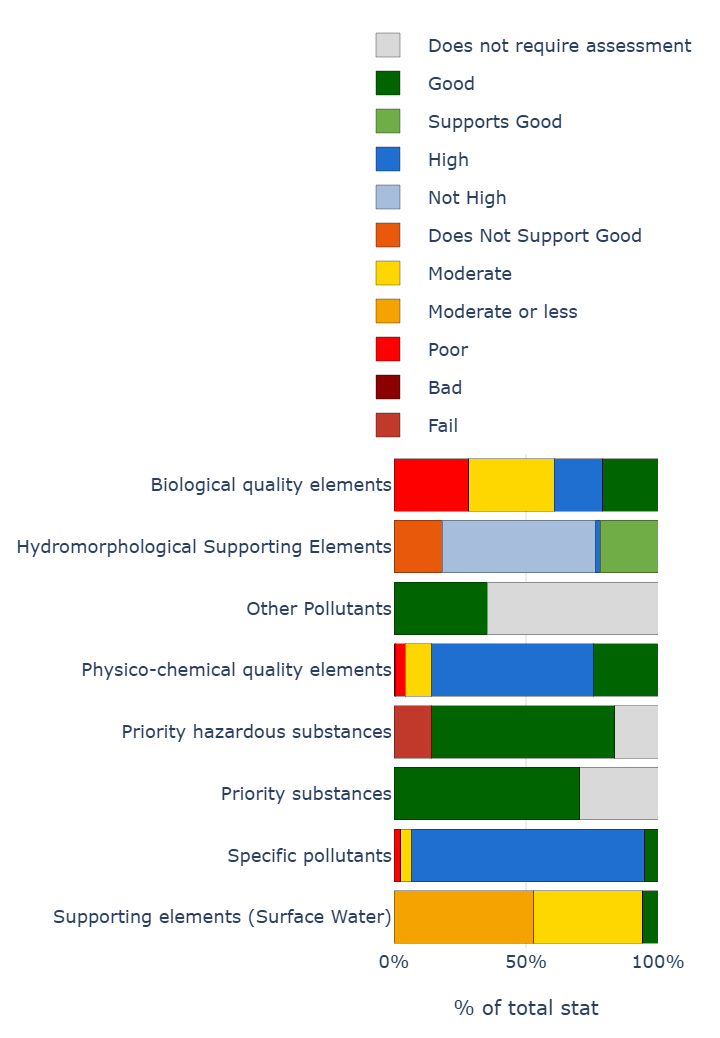 Does not require assessment
Good
Supports Good
High
Not High
Does Not Support Good
Moderate
Moderate or less
Poor
Bad
Fail
Biological quality elements
Hydromorphological Supporting Elements
Other Pollutants
Physico-chemical quality elements
Priority hazardous substances
Priority substances
Specific pollutants
Supporting elements (Surface Water)
0% 50% 100%
% of total stat